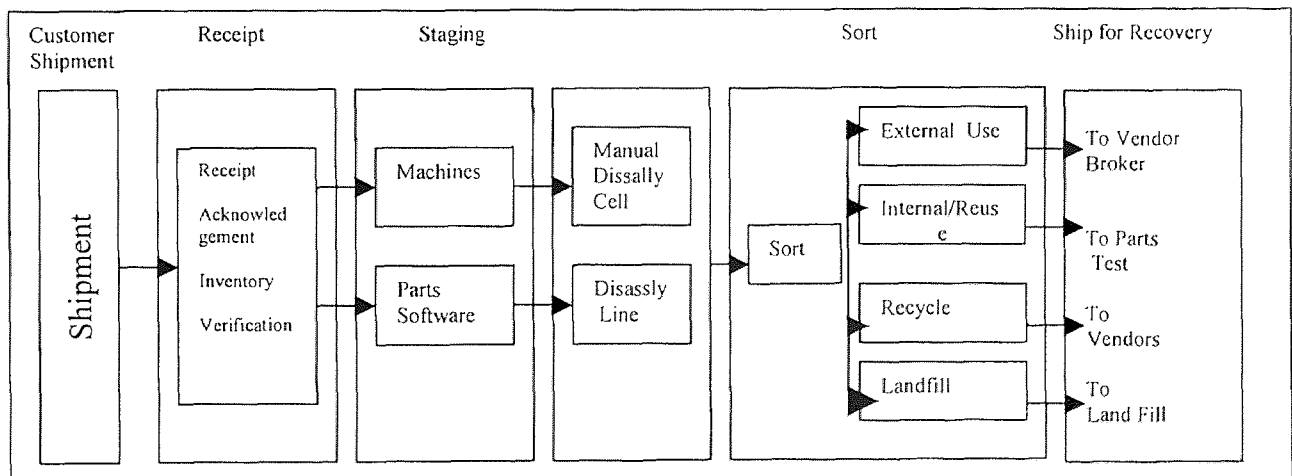 Customer
Shipment
Receipt
Staging
Sort
Ship for Recovery
Shipment
Receipt
Acknowled
gement
Inventory
Verification
Machines
Parts
Software
Manual
Dissally
Cell
Disassly
Line
Sort
External Use
Internal/Reus
e
Recycle
Landfill
To Vendor
Broker
To Parts
Test
To
Vendors
To
Land Fill